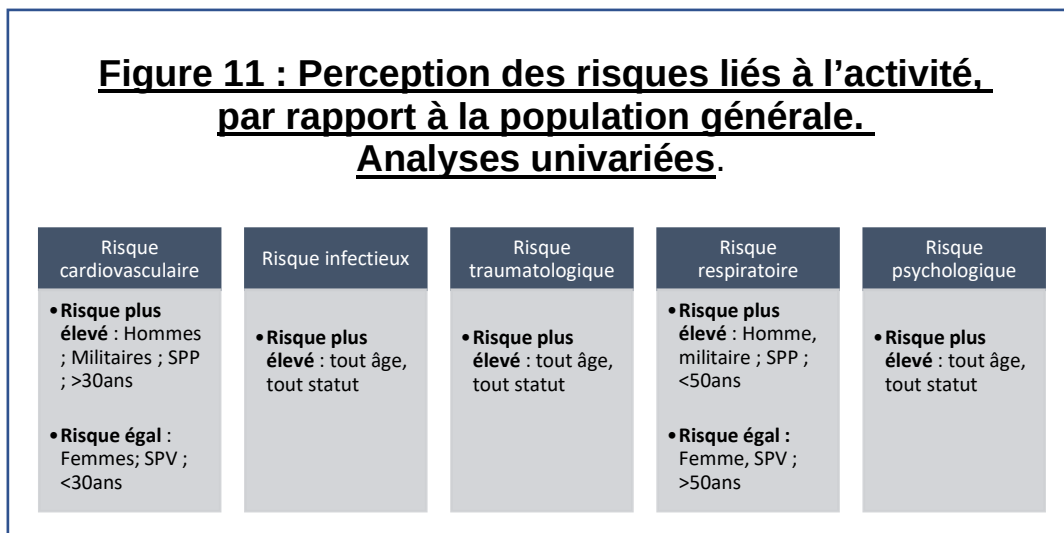 Figure 11 : Perception des risques liés à l’activité,
par rapport à la population générale.
Analyses univariées.
Risque
cardiovasculaire
•Risque plus
élevé : Hommes
; Militaires ; SPP
; >30ans
•Risque égal :
Femmes; SPV ;
<30ans
Risque infectieux
•Risque plus
élevé : tout âge,
tout statut
Risque
traumatologique
•Risque plus
élevé : tout âge,
tout statut
Risque
respiratoire
•Risque plus
élevé : Homme,
militaire ; SPP ;
<50ans
•Risque égal :
Femme, SPV ;
>50ans
Risque
psychologique
•Risque plus
élevé : tout âge,
tout statut